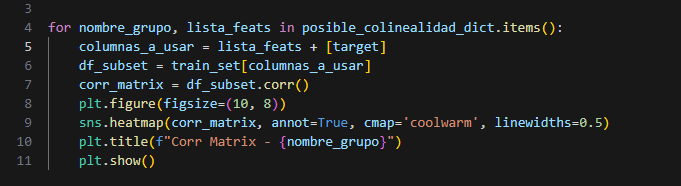 3
4 for nombre_grupo, lista_feats in posible_colinealidad_dict.items():
5     columnas_a_usar = lista_feats + [target]
6     df_subset = train_set[columnas_a_usar]
7     corr_matrix = df_subset.corr()
8     plt.figure(figsize=(10, 8))
9     sns.heatmap(corr_matrix, annot=True, cmap='coolwarm', linewidths=0.5)
10     plt.title(f"Corr Matrix - {nombre_grupo}")
11     plt.show()